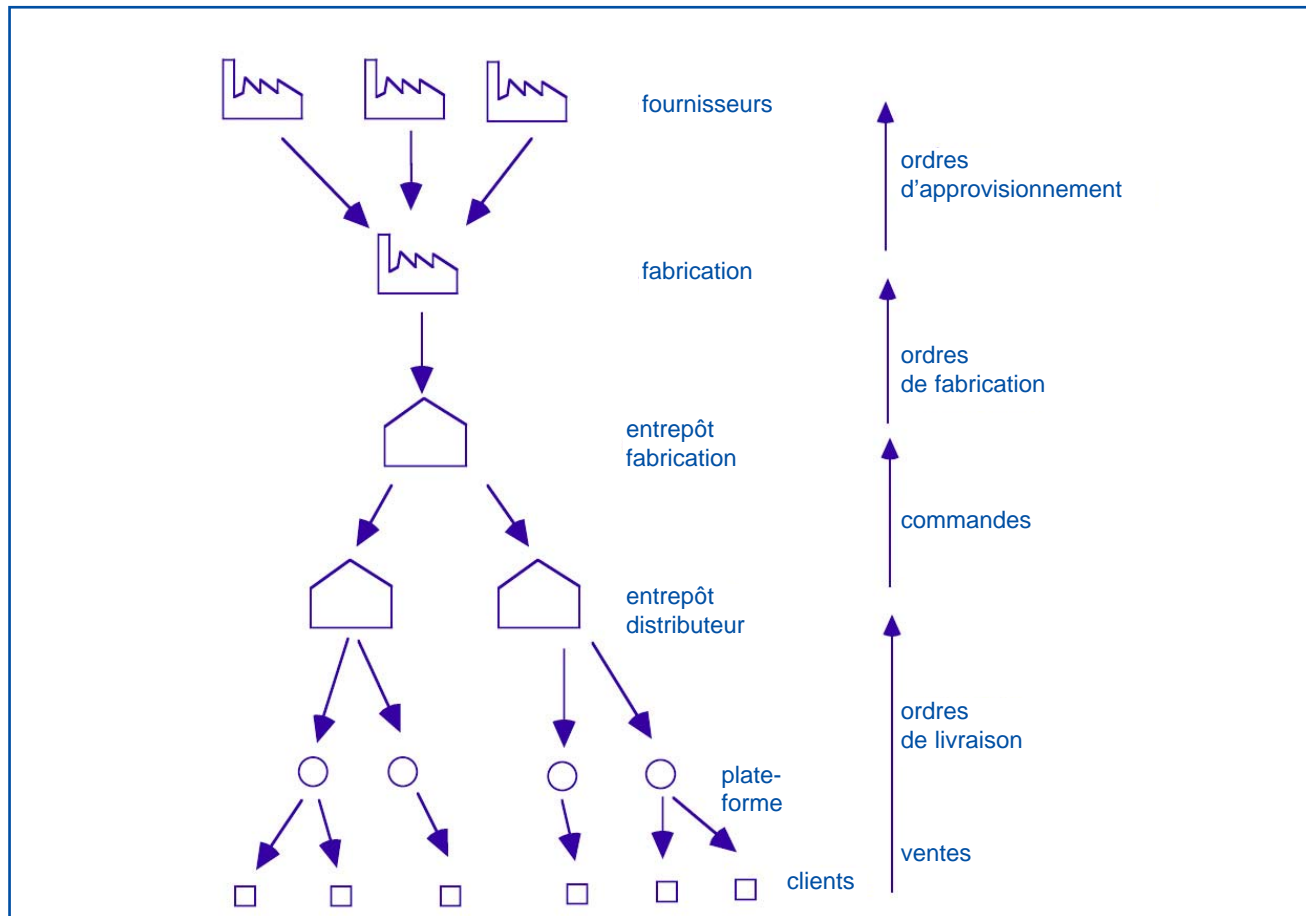 fournisseurs
ordres
d’approvisionnement
fabrication
ordres
de fabrication
entrepôt
fabrication
commandes
entrepôt
distributeur
ordres
de livraison
plate-
forme
ventes
clients